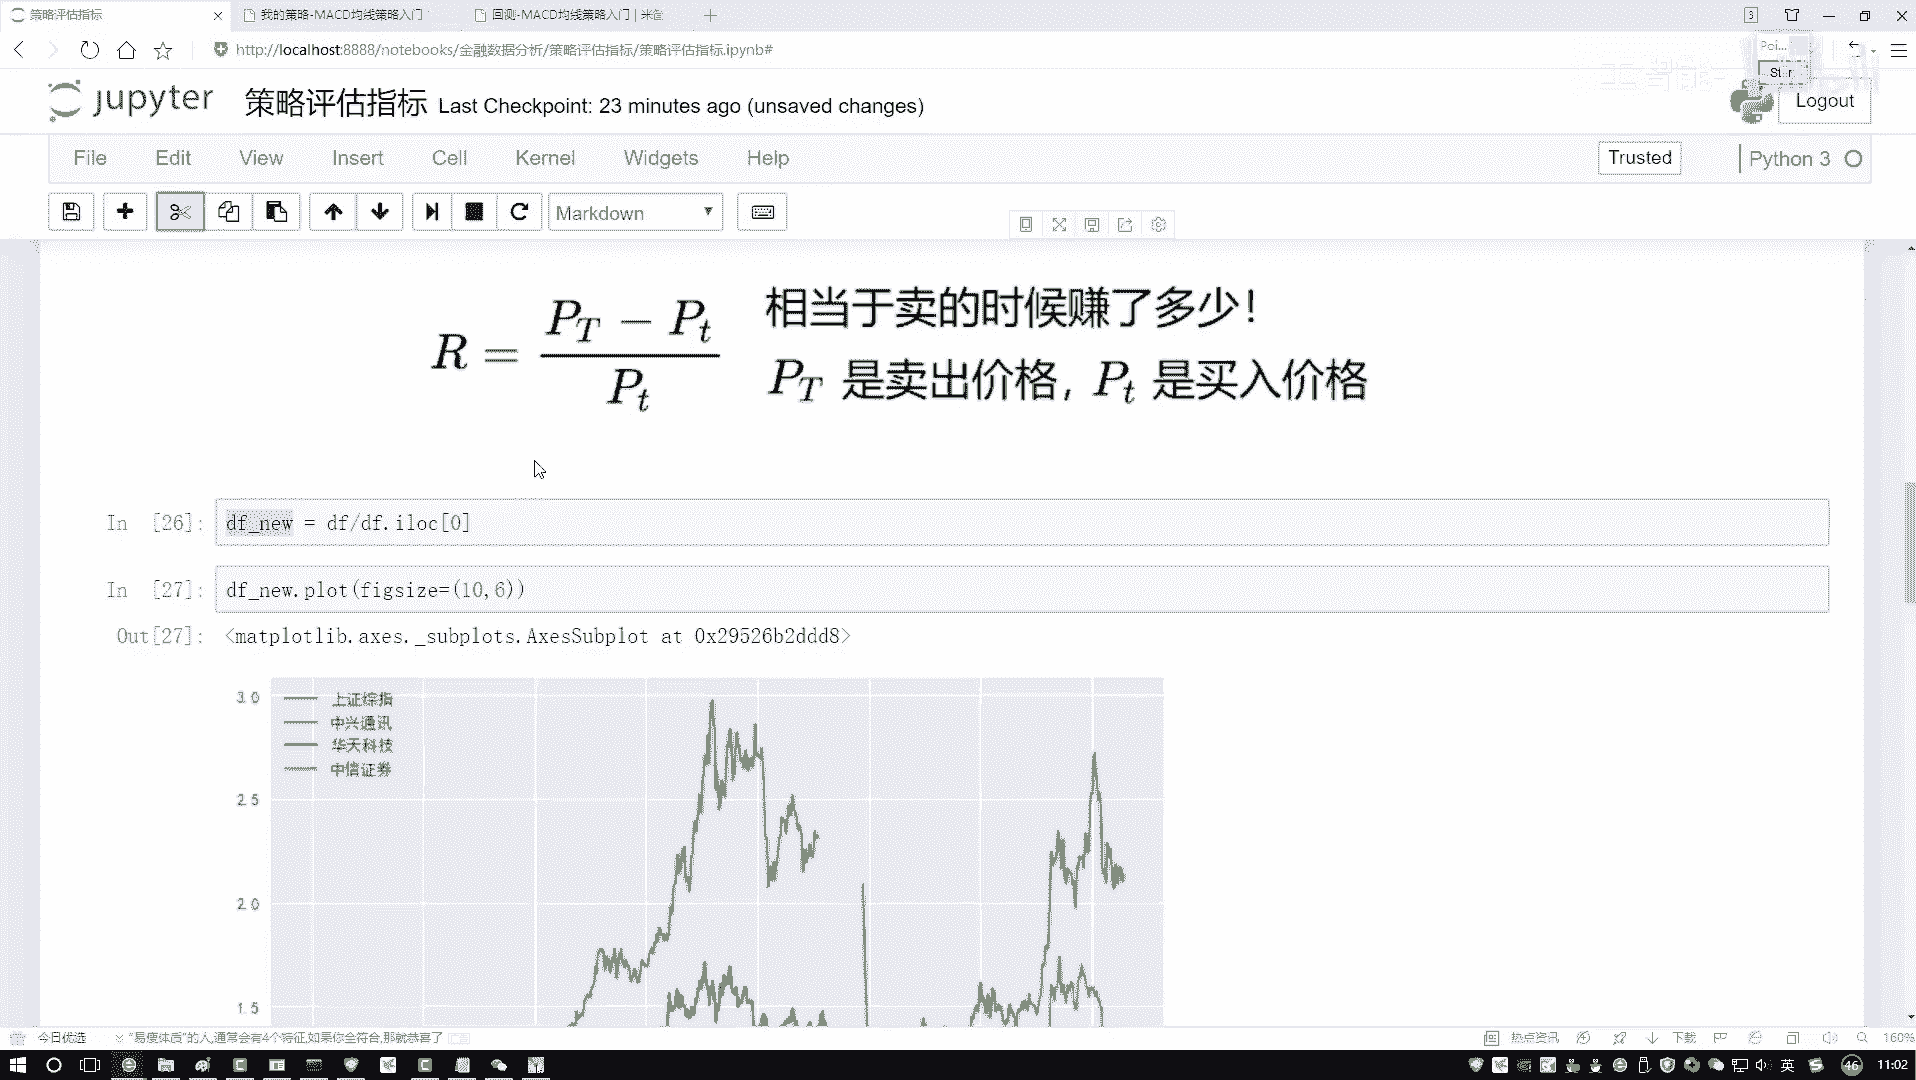 策略评估指标
我的策略-MACD均线策略入门
回测-MACD均线策略入门 | 米筐
3
http://localhost:8888/notebooks/金融数据分析/策略评估指标/策略评估指标.ipynb#
Poi...
jupyter 策略评估指标 Last Checkpoint: 23 minutes ago (unsaved changes)
Logout
File Edit View Insert Cell Kernel Widgets Help
Trusted
Python 3
Markdown
R = \frac{P_T - P_t}{P_t}
相当于卖的时候赚了多少!
P_T 是卖出价格, P_t 是买入价格
In [26]: df_new = df/df.iloc[0]
In [27]: df_new.plot(figsize=(10,6))
Out[27]: <matplotlib.axes._subplots.AxesSubplot at 0x29526b2ddd8>
3.0
上证综指
中兴通讯
华天科技
中信证券
2.5
2.0
1.5
今日优选
“易瘦体质”的人,通常会有4个特征,如果你全符合,那就恭喜了
热点资讯
下载
160%
英
46
11:02